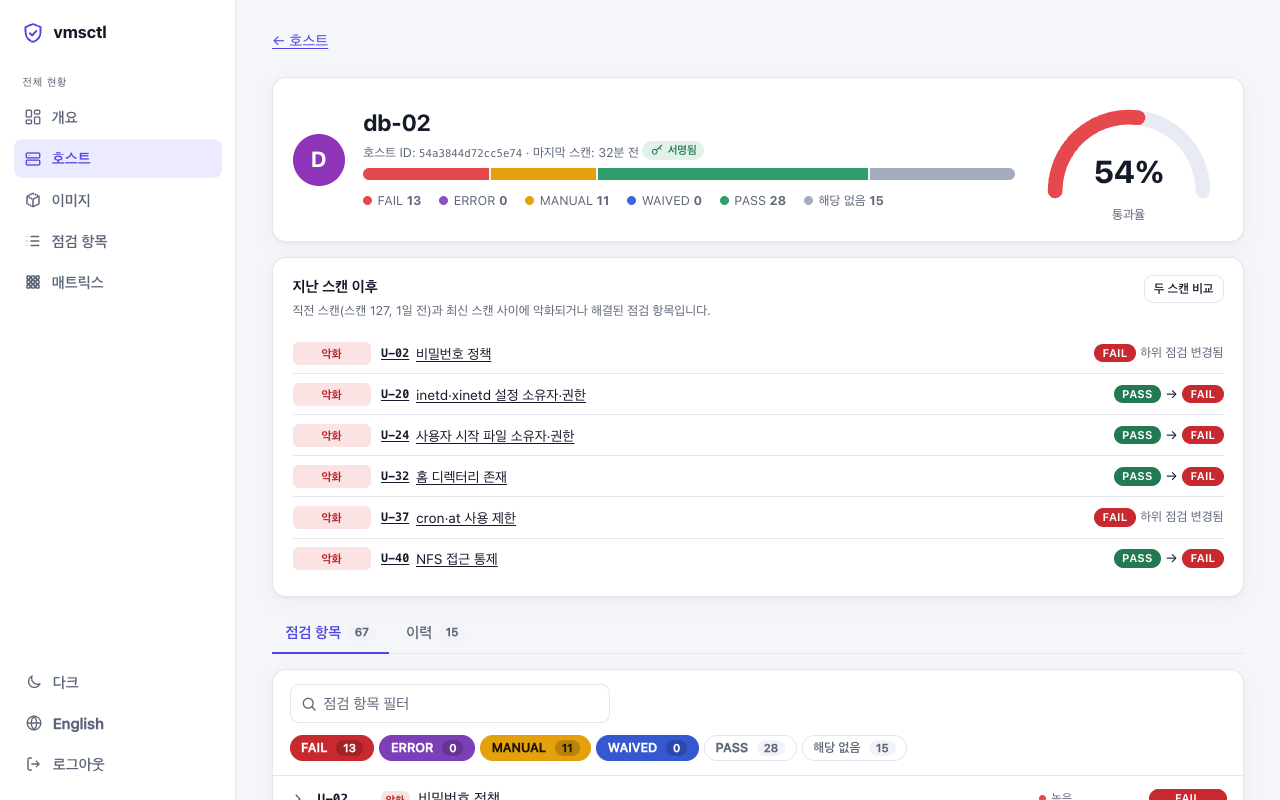 vmsctl
전체 현황
개요
호스트
이미지
점검 항목
매트릭스
다크
English
로그아웃
← 호스트
D
db-02
호스트 ID: 54a3844d72cc5e74 · 마지막 스캔: 32분 전 서명됨
FAIL 13 ERROR 0 MANUAL 11 WAIVED 0 PASS 28 해당 없음 15
54%
통과율
지난 스캔 이후
두 스캔 비교
직전 스캔(스캔 127, 1일 전)과 최신 스캔 사이에 악화되거나 해결된 점검 항목입니다.
악화 U-02 비밀번호 정책 FAIL 하위 점검 변경됨
악화 U-20 inetd·xinetd 설정 소유자·권한 PASS → FAIL
악화 U-24 사용자 시작 파일 소유자·권한 PASS → FAIL
악화 U-32 홈 디렉터리 존재 PASS → FAIL
악화 U-37 cron·at 사용 제한 FAIL 하위 점검 변경됨
악화 U-40 NFS 접근 통제 PASS → FAIL
점검 항목 67 이력 15
점검 항목 필터
FAIL 13 ERROR 0 MANUAL 11 WAIVED 0 PASS 28 해당 없음 15
U-02 악화 비밀번호 정책 높음 FAIL